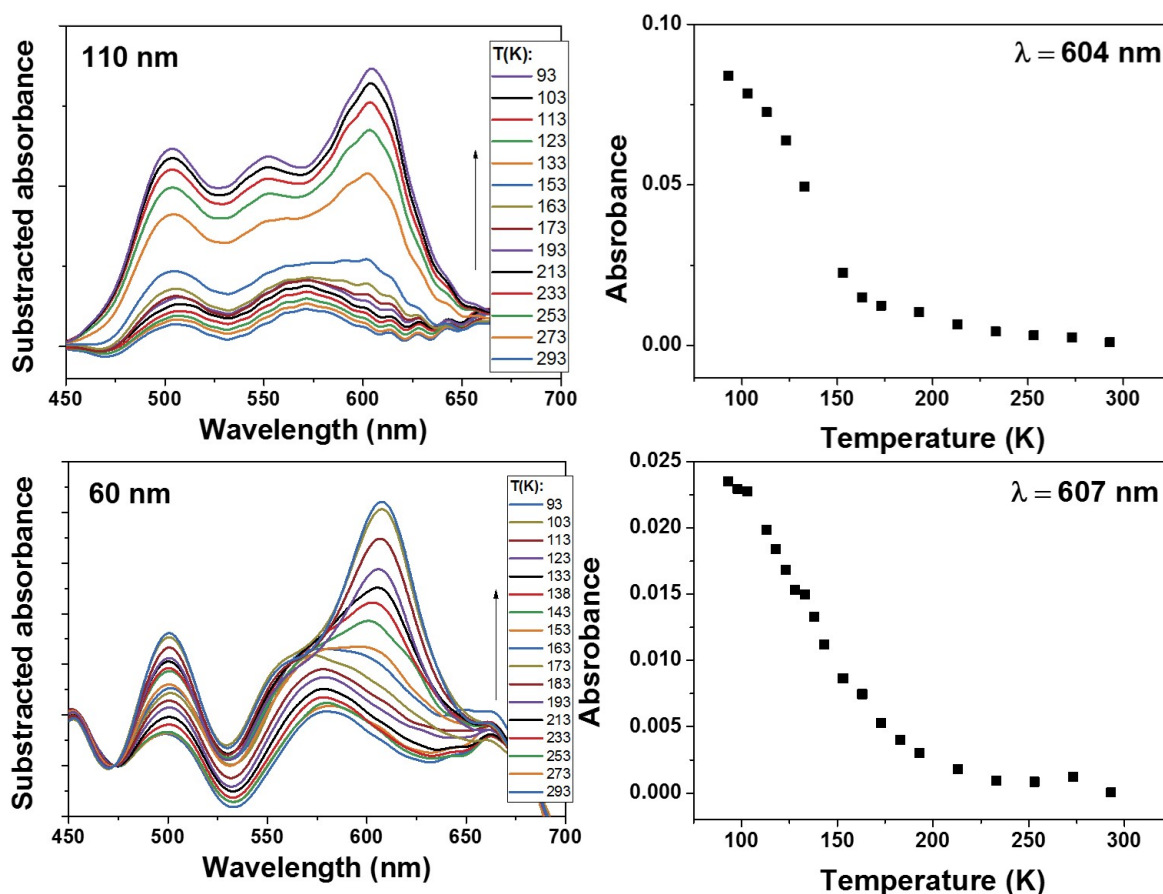 110 nm
T(K):
93
103
113
123
133
153
163
173
193
213
233
253
273
293
Substracted absorbance
450 500 550 600 650 700
Wavelength (nm)
λ = 604 nm
0.10
0.05
0.00
Absrobance
100 150 200 250 300
Temperature (K)
60 nm
T(K):
93
103
113
123
133
138
143
153
163
173
183
193
213
233
253
273
293
Substracted absorbance
450 500 550 600 650 700
Wavelength (nm)
λ = 607 nm
0.025
0.020
0.015
0.010
0.005
0.000
Absrobance
100 150 200 250 300
Temperature (K)